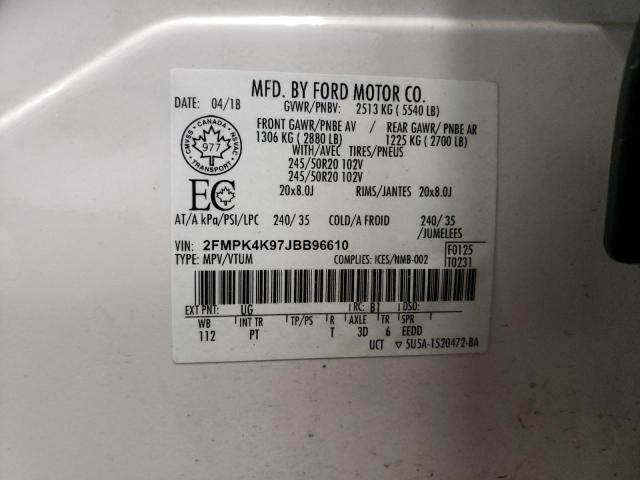 MFD. BY FORD MOTOR CO.
DATE: 04/18 GVWR/PNBV: 2513 KG ( 5540 LB)
FRONT GAWR/PNBE AV / REAR GAWR/ PNBE AR
1306 KG ( 2880 LB) 1225 KG ( 2700 LB)
WITH/AVEC TIRES/PNEUS
245/50R20 102V
245/50R20 102V
20x8.0J RIMS/JANTES 20x8.0J
CANADA
CMVSS NSVAC
977
TRANSPORT
EC
AT/A kPa/PSI/LPC 240/ 35 COLD/A FROID 240/ 35
/JUMELEES
VIN: 2FMPK4K97JBB96610 F0125
TYPE: MPV/VTUM COMPLIES: ICES/NMB-002 T0231
EXT PNT: UG RC: B1 DSO:
WB INT TR TP/PS R AXLE TR SPR
112 PT T 3D 6 EEDD
UCT ▽ 5U5A-1520472-BA